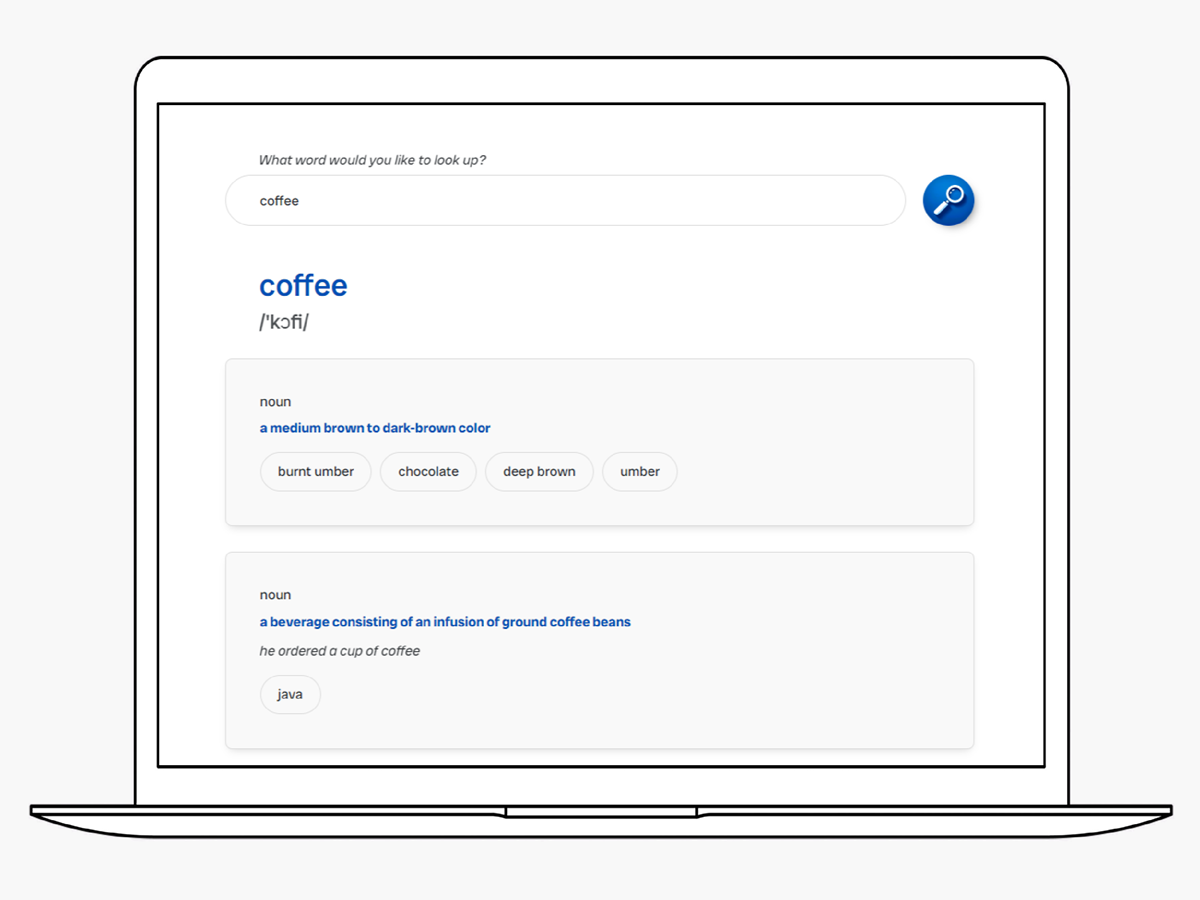 What word would you like to look up?
coffee
coffee
/'kɔfi/
noun
a medium brown to dark-brown color
burnt umber chocolate deep brown umber
noun
a beverage consisting of an infusion of ground coffee beans
he ordered a cup of coffee
java